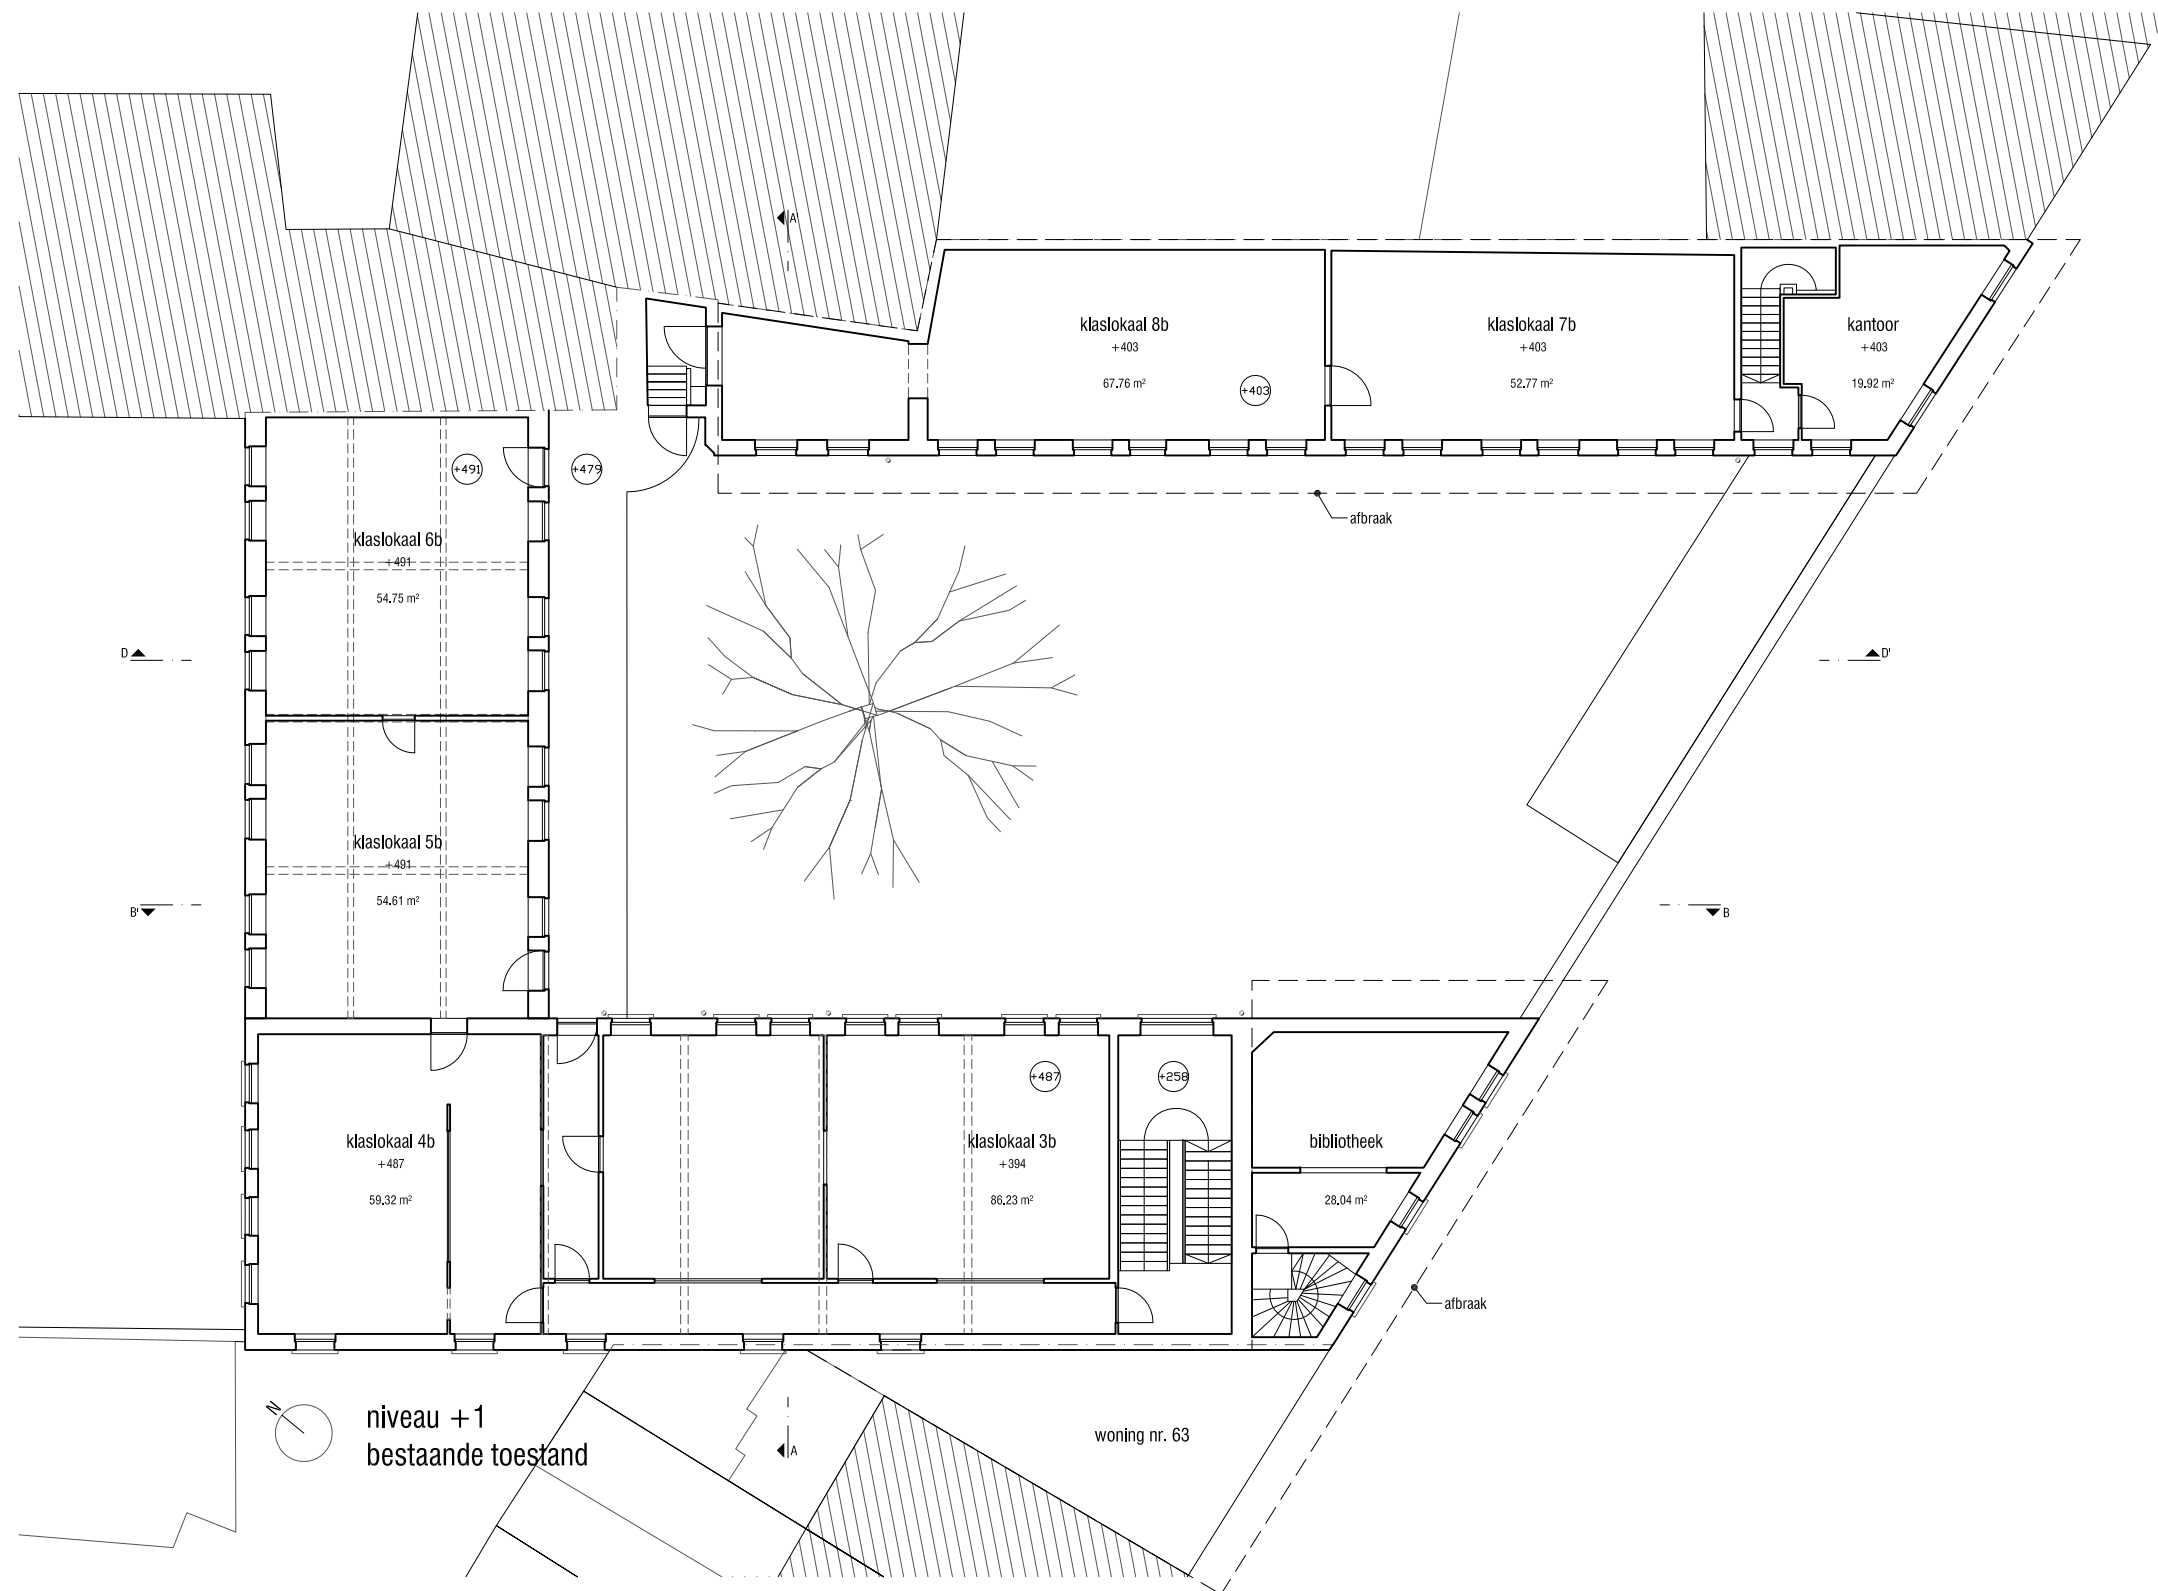 A'
klaslokaal 8b
+403
67.76 m²
+403
klaslokaal 7b
+403
52.77 m²
kantoor
+403
19.92 m²
+491
+479
afbraak
klaslokaal 6b
+491
54.75 m²
D
D'
klaslokaal 5b
+491
54.61 m²
B'
B
klaslokaal 4b
+487
59.32 m²
+487
klaslokaal 3b
+394
86.23 m²
+258
bibliotheek
28.04 m²
afbraak
N
niveau +1
bestaande toestand
A
woning nr. 63